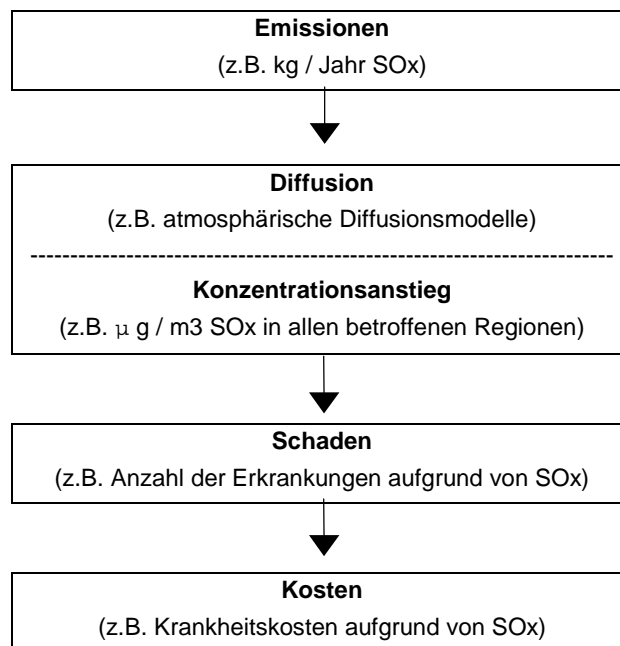 Emissionen
(z.B. kg / Jahr SOx)
Diffusion
(z.B. atmosphärische Diffusionsmodelle)
Konzentrationsanstieg
(z.B. μ g / m3 SOx in allen betroffenen Regionen)
Schaden
(z.B. Anzahl der Erkrankungen aufgrund von SOx)
Kosten
(z.B. Krankheitskosten aufgrund von SOx)